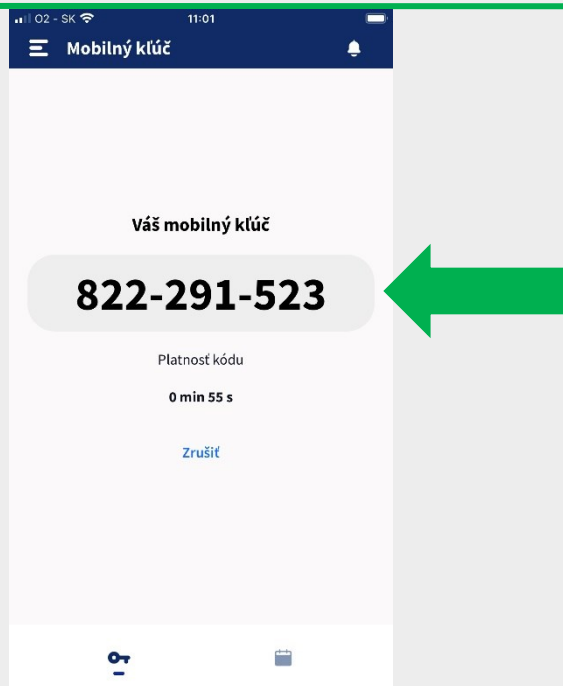 O2 - SK 11:01
Mobilný kľúč
Váš mobilný kľúč
822-291-523
Platnosť kódu
0 min 55 s
Zrušiť